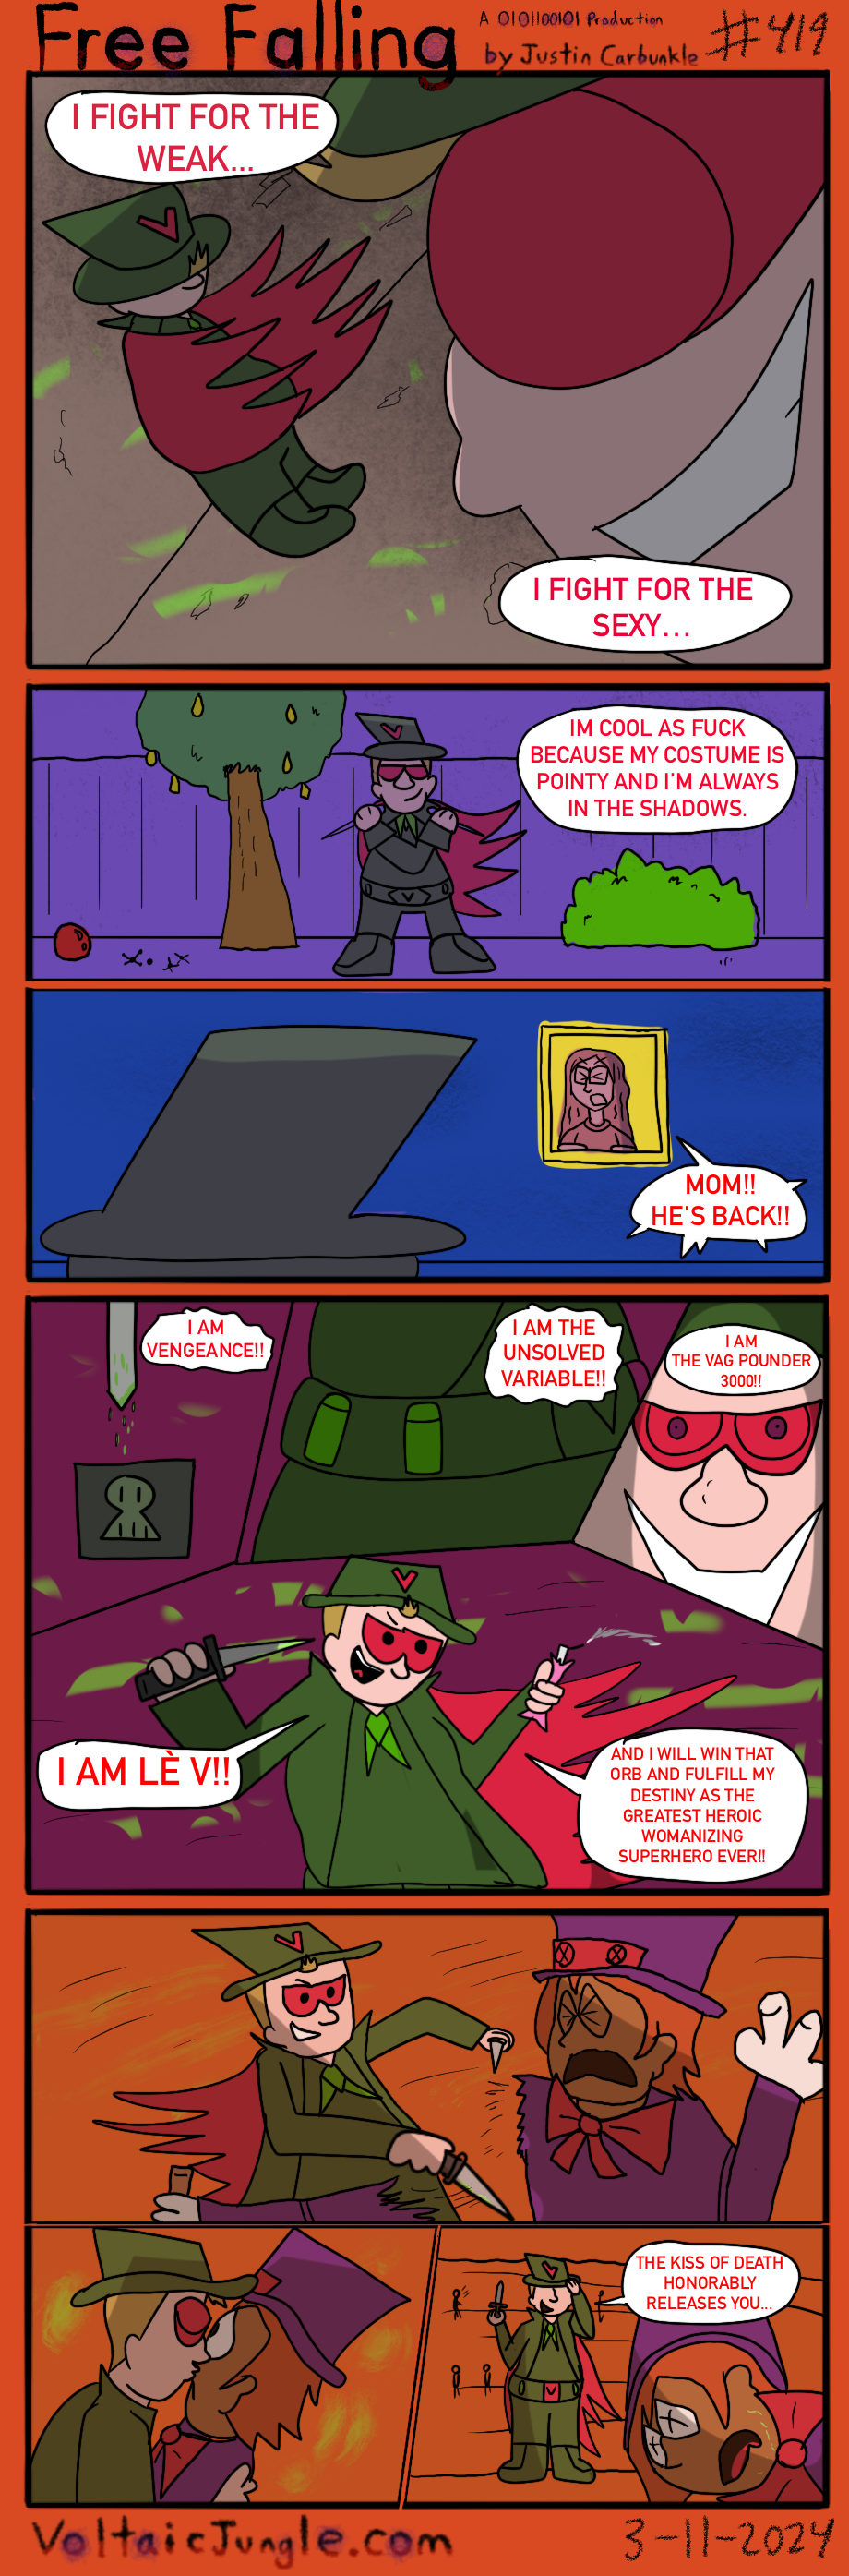 Free Falling
A 0101100101 Production
by Justin Carbunkle
#419
I FIGHT FOR THE
WEAK...
I FIGHT FOR THE
SEXY...
IM COOL AS FUCK
BECAUSE MY COSTUME IS
POINTY AND I'M ALWAYS
IN THE SHADOWS.
MOM!!
HE'S BACK!!
I AM
VENGEANCE!!
I AM THE
UNSOLVED
VARIABLE!!
I AM
THE VAG POUNDER
3000!!
I AM LÈ V!!
AND I WILL WIN THAT
ORB AND FULFILL MY
DESTINY AS THE
GREATEST HEROIC
WOMANIZING
SUPERHERO EVER!!
THE KISS OF DEATH
HONORABLY
RELEASES YOU...
VoltaicJungle.com
3-11-2024